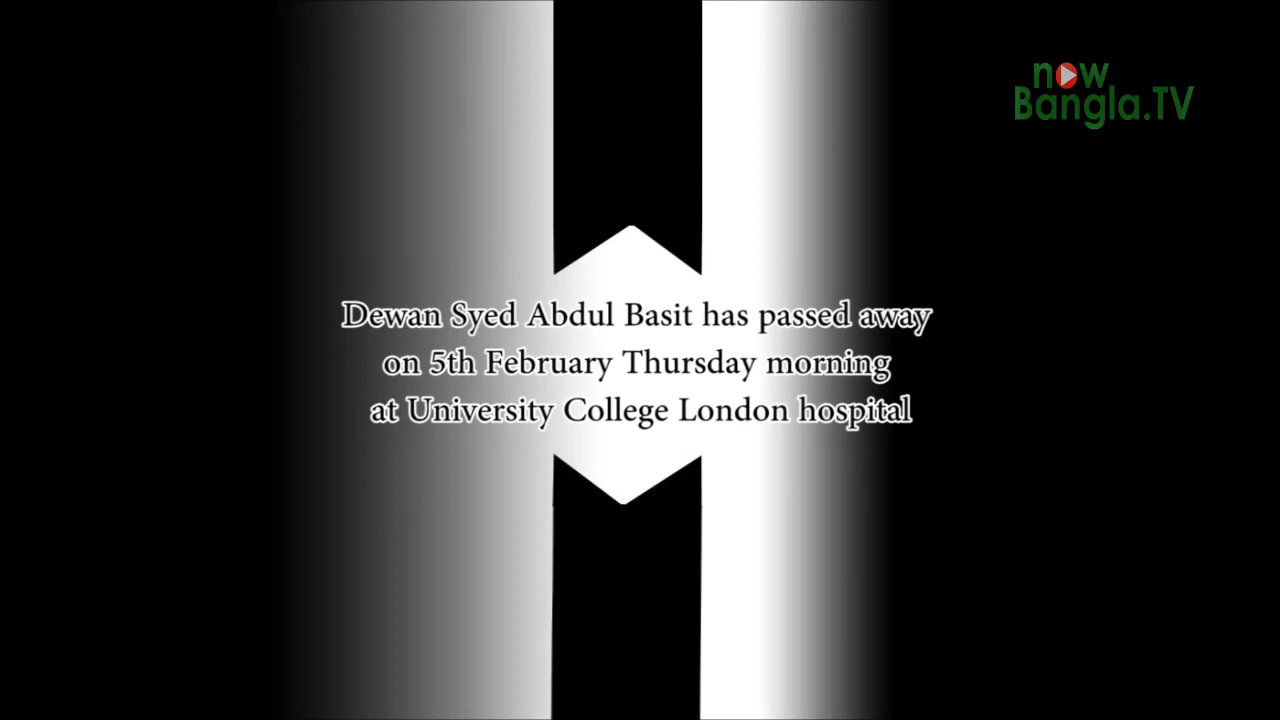 now
Bangla.TV
Dewan Syed Abdul Basit has passed away
on 5th February Thursday morning
at University College London hospital